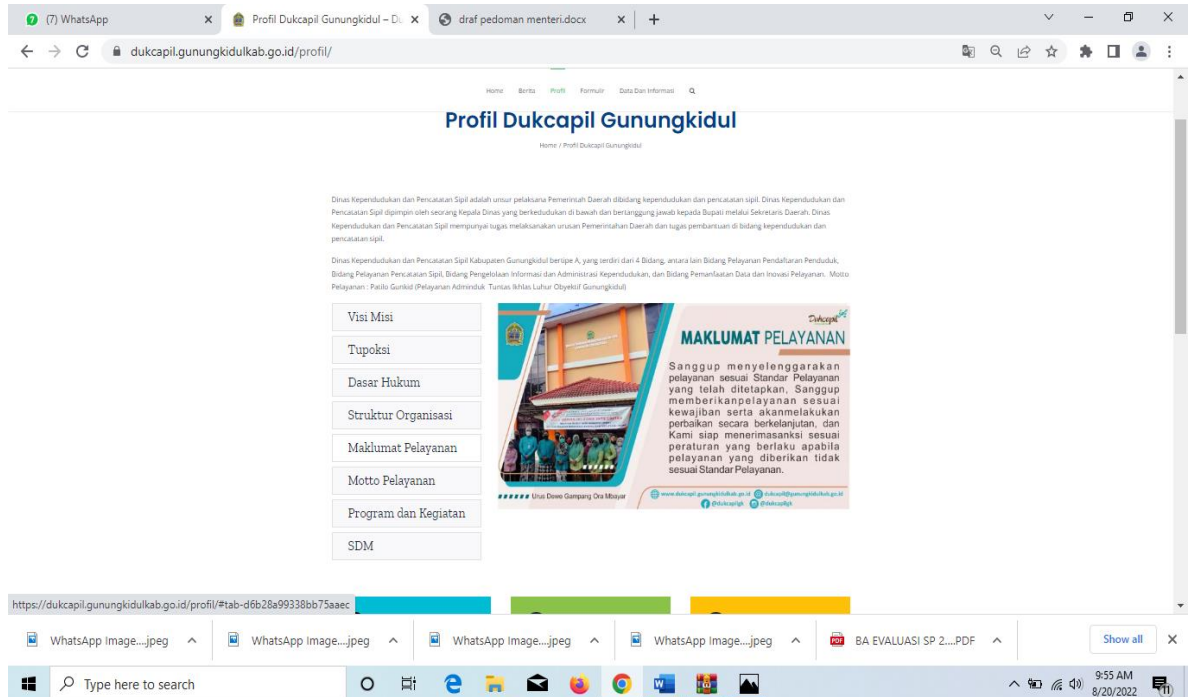 (7) WhatsApp
Profil Dukcapil Gunungkidul – Du
draf pedoman menteri.docx
dukcapil.gunungkidulkab.go.id/profil/
Home Berita Profil Formulir Data Dan Informasi
Profil Dukcapil Gunungkidul
Home / Profil Dukcapil Gunungkidul
Dinas Kependudukan dan Pencatatan Sipil adalah unsur pelaksana Pemerintah Daerah dibidang kependudukan dan pencatatan sipil. Dinas Kependudukan dan
Pencatatan Sipil dipimpin oleh seorang Kepala Dinas yang berkedudukan di bawah dan bertanggung jawab kepada Bupati melalui Sekretaris Daerah. Dinas
Kependudukan dan Pencatatan Sipil mempunyai tugas melaksanakan urusan Pemerintahan Daerah dan tugas pembantuan di bidang kependudukan dan
pencatatan sipil.
Dinas Kependudukan dan Pencatatan Sipil Kabupaten Gunungkidul bertipe A, yang terdiri dari 4 Bidang, antara lain Bidang Pelayanan Pendaftaran Penduduk,
Bidang Pelayanan Pencatatan Sipil, Bidang Pengelolaan Informasi dan Administrasi Kependudukan, dan Bidang Pemanfaatan Data dan Inovasi Pelayanan. Motto
Pelayanan : Patilo Gunkid (Pelayanan Adminduk Tuntas Ikhlas Luhur Obyektif Gunungkidul)
Visi Misi
Tupoksi
Dasar Hukum
Struktur Organisasi
Maklumat Pelayanan
Motto Pelayanan
Program dan Kegiatan
SDM
Dukcapil
MAKLUMAT PELAYANAN
Sanggup menyelenggarakan
pelayanan sesuai Standar Pelayanan
yang telah ditetapkan, Sanggup
memberikanpelayanan sesuai
kewajiban serta akanmelakukan
perbaikan secara berkelanjutan, dan
Kami siap menerimasanksi sesuai
peraturan yang berlaku apabila
pelayanan yang diberikan tidak
sesuai Standar Pelayanan.
Urus Dewe Gampang Ora Mbayar
www.dukcapil.gunungkidulkab.go.id dukcapil@gunungkidulkab.go.id
@dukcapilgk @dukcapilgk
https://dukcapil.gunungkidulkab.go.id/profil/#tab-d6b28a99338bb75aaec
WhatsApp Image....jpeg
WhatsApp Image....jpeg
WhatsApp Image....jpeg
WhatsApp Image....jpeg
BA EVALUASI SP 2....PDF
Show all
Type here to search
9:55 AM
8/20/2022